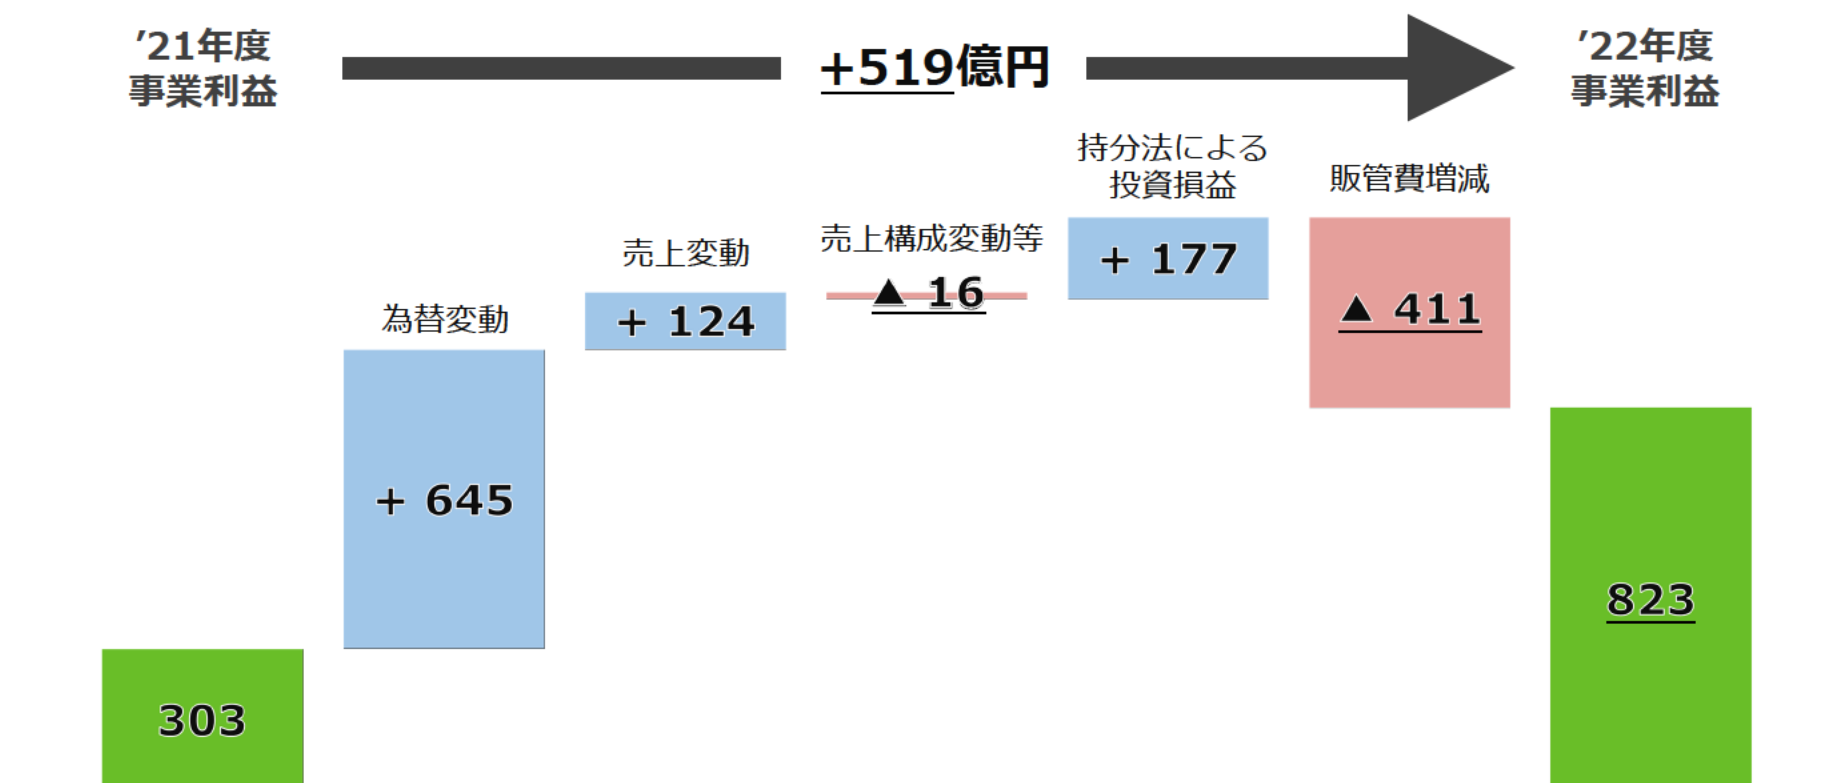 ’21年度
事業利益
+519億円
’22年度
事業利益
為替変動
+ 645
売上変動
+ 124
売上構成変動等
▲ 16
持分法による
投資損益
+ 177
販管費増減
▲ 411
303
823